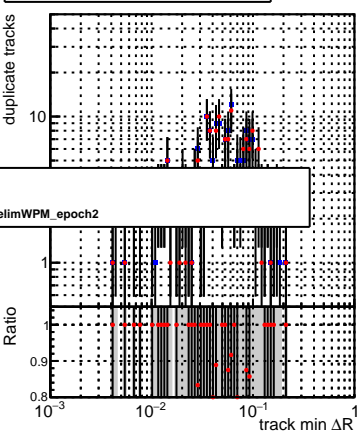 duplicate tracks
10
elimWPM_epoch2
1
Ratio
1
0.9
0.8
10⁻³ 10⁻² 10⁻¹ 1
track min ΔR